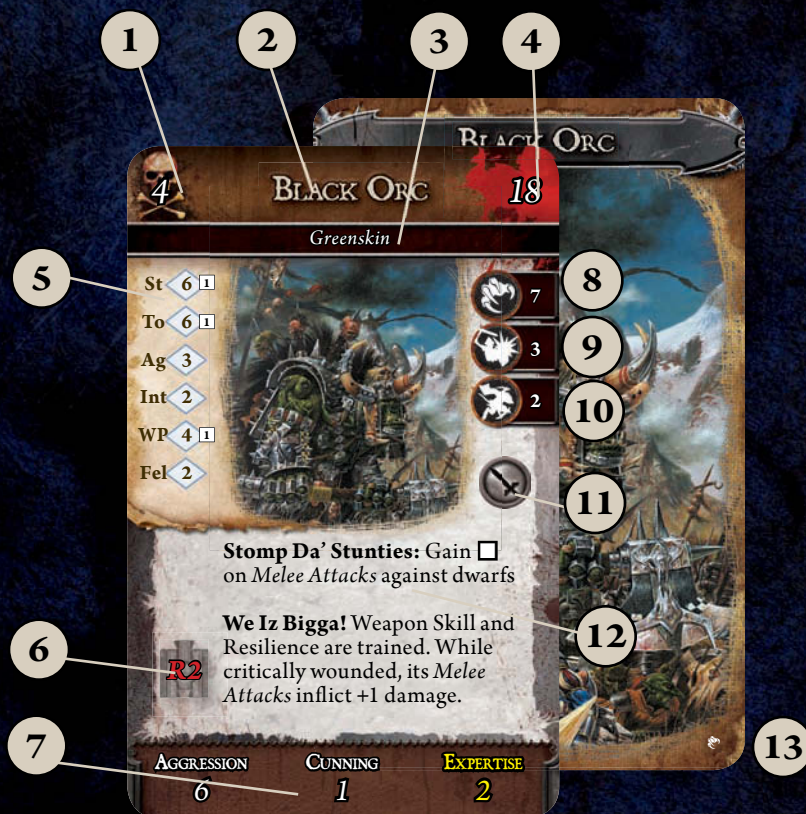 1
2
3
4
BLACK ORC
4
BLACK ORC
18
Greenskin
5
St 6 1
To 6 1
Ag 3
Int 2
WP 4 1
Fel 2
7
8
3
9
2
10
11
Stomp Da' Stunties: Gain □
on Melee Attacks against dwarfs
We Iz Bigga! Weapon Skill and
Resilience are trained. While
critically wounded, its Melee
Attacks inflict +1 damage.
12
6
R2
7
AGGRESSION CUNNING EXPERTISE
6 1 2
13